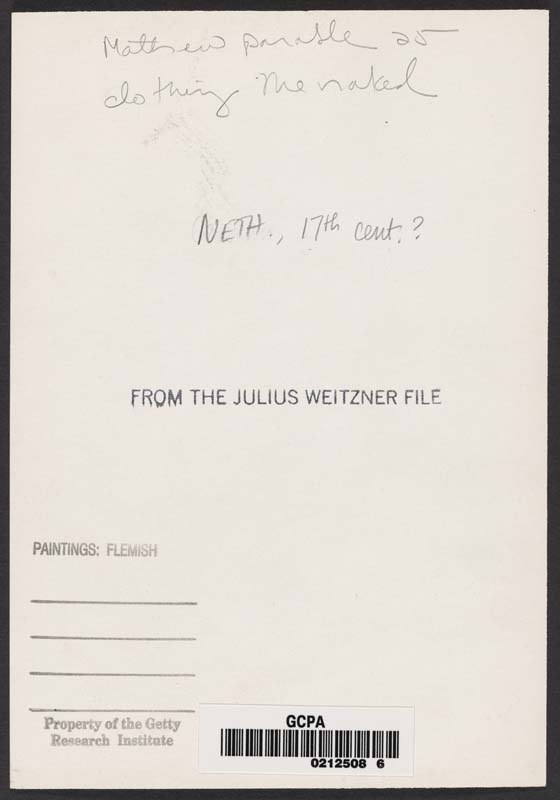 Mathew parable 25
clothing the naked
NETH., 17th cent.?
FROM THE JULIUS WEITZNER FILE
PAINTINGS: FLEMISH
Property of the Getty
Research Institute
GCPA
0212508 6